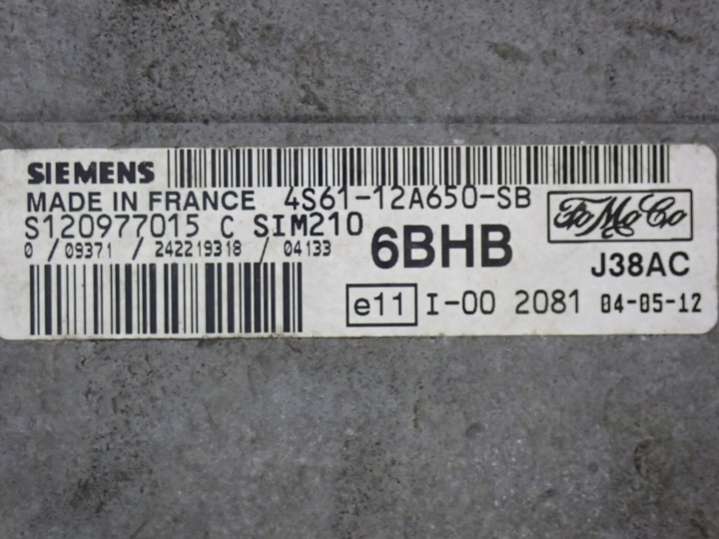 SIEMENS
MADE IN FRANCE 4S61-12A650-SB
S120977015 C SIM210
0 / 09371 / 242219318 / 04133
6BHB
FoMoCo
J38AC
e11 I-00 2081 04-05-12